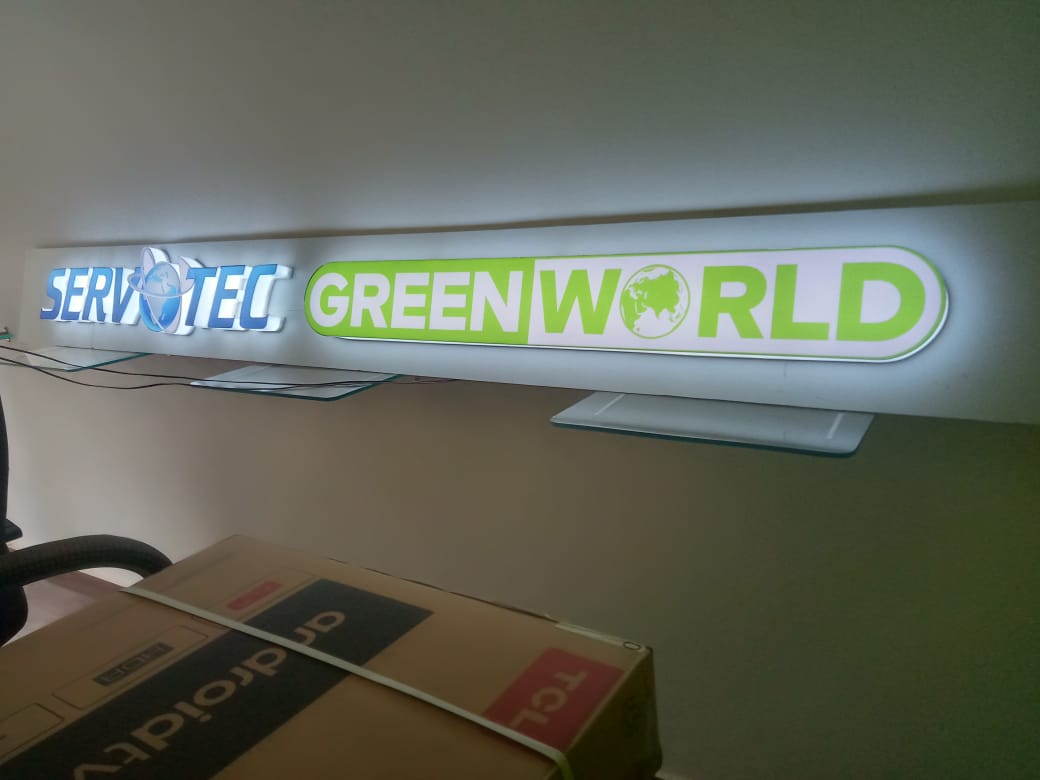 SERVOTEC
GREENWORLD
androidtv
TCL